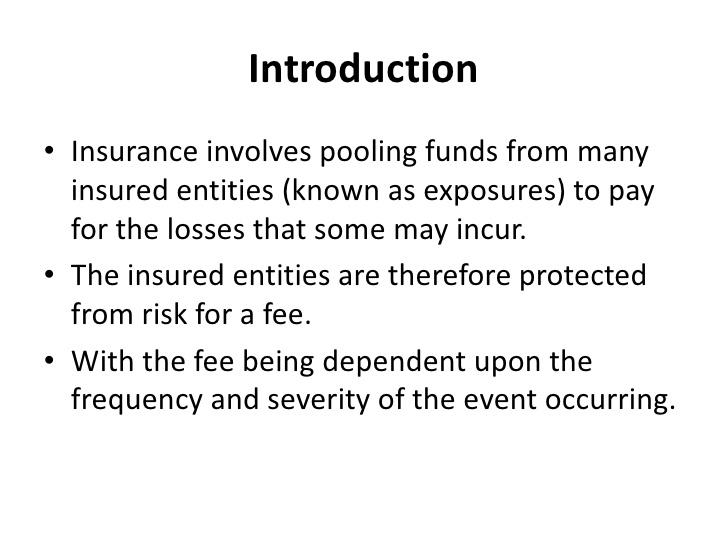 Introduction
• Insurance involves pooling funds from many
insured entities (known as exposures) to pay
for the losses that some may incur.
• The insured entities are therefore protected
from risk for a fee.
• With the fee being dependent upon the
frequency and severity of the event occurring.